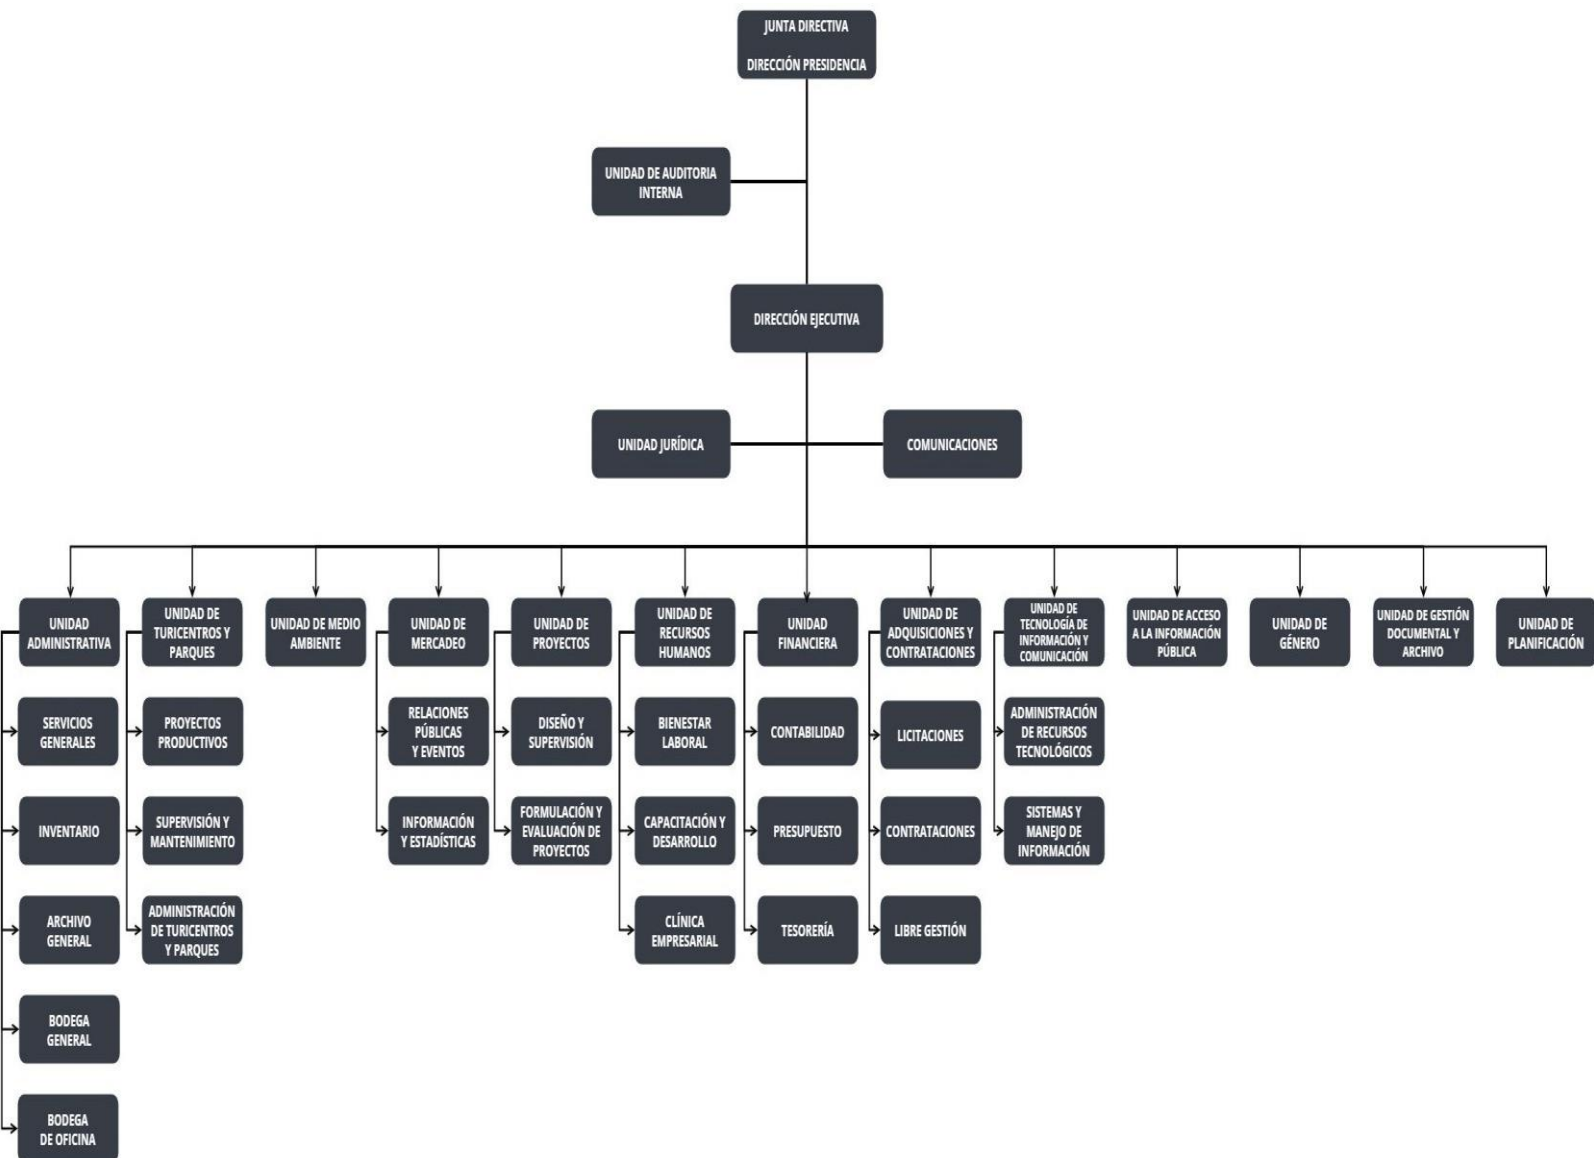 JUNTA DIRECTIVA
DIRECCIÓN PRESIDENCIA
UNIDAD DE AUDITORIA
INTERNA
DIRECCIÓN EJECUTIVA
UNIDAD JURÍDICA
COMUNICACIONES
UNIDAD
ADMINISTRATIVA
UNIDAD DE
TURICENTROS Y
PARQUES
UNIDAD DE MEDIO
AMBIENTE
UNIDAD DE
MERCADEO
UNIDAD DE
PROYECTOS
UNIDAD DE
RECURSOS
HUMANOS
UNIDAD
FINANCIERA
UNIDAD DE
ADQUISICIONES Y
CONTRATACIONES
UNIDAD DE
TECNOLOGÍA DE
INFORMACIÓN Y
COMUNICACIÓN
UNIDAD DE ACCESO
A LA INFORMACIÓN
PÚBLICA
UNIDAD DE
GÉNERO
UNIDAD DE GESTIÓN
DOCUMENTAL Y
ARCHIVO
UNIDAD DE
PLANIFICACIÓN
SERVICIOS
GENERALES
PROYECTOS
PRODUCTIVOS
RELACIONES
PÚBLICAS
Y EVENTOS
DISEÑO Y
SUPERVISIÓN
BIENESTAR
LABORAL
CONTABILIDAD
LICITACIONES
ADMINISTRACIÓN
DE RECURSOS
TECNOLÓGICOS
INVENTARIO
SUPERVISIÓN Y
MANTENIMIENTO
INFORMACIÓN
Y ESTADÍSTICAS
FORMULACIÓN Y
EVALUACIÓN DE
PROYECTOS
CAPACITACIÓN Y
DESARROLLO
PRESUPUESTO
CONTRATACIONES
SISTEMAS Y
MANEJO DE
INFORMACIÓN
ARCHIVO
GENERAL
ADMINISTRACIÓN
DE TURICENTROS
Y PARQUES
CLÍNICA
EMPRESARIAL
TESORERÍA
LIBRE GESTIÓN
BODEGA
GENERAL
BODEGA
DE OFICINA